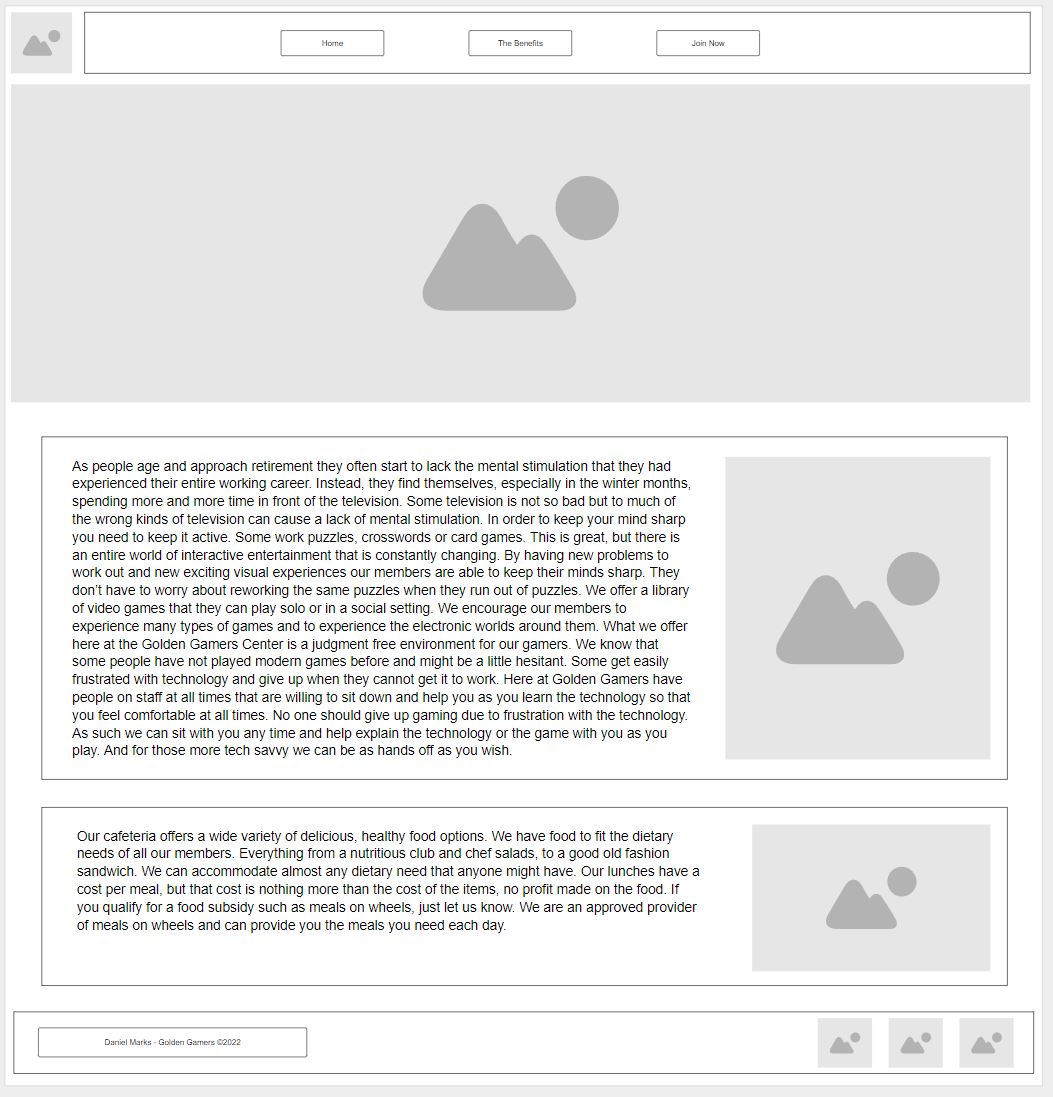 Home
The Benefits
Join Now
As people age and approach retirement they often start to lack the mental stimulation that they had
experienced their entire working career. Instead, they find themselves, especially in the winter months,
spending more and more time in front of the television. Some television is not so bad but to much of
the wrong kinds of television can cause a lack of mental stimulation. In order to keep your mind sharp
you need to keep it active. Some work puzzles, crosswords or card games. This is great, but there is
an entire world of interactive entertainment that is constantly changing. By having new problems to
work out and new exciting visual experiences our members are able to keep their minds sharp. They
don't have to worry about reworking the same puzzles when they run out of puzzles. We offer a library
of video games that they can play solo or in a social setting. We encourage our members to
experience many types of games and to experience the electronic worlds around them. What we offer
here at the Golden Gamers Center is a judgment free environment for our gamers. We know that
some people have not played modern games before and might be a little hesitant. Some get easily
frustrated with technology and give up when they cannot get it to work. Here at Golden Gamers have
people on staff at all times that are willing to sit down and help you as you learn the technology so that
you feel comfortable at all times. No one should give up gaming due to frustration with the technology.
As such we can sit with you any time and help explain the technology or the game with you as you
play. And for those more tech savvy we can be as hands off as you wish.
Our cafeteria offers a wide variety of delicious, healthy food options. We have food to fit the dietary
needs of all our members. Everything from a nutritious club and chef salads, to a good old fashion
sandwich. We can accommodate almost any dietary need that anyone might have. Our lunches have a
cost per meal, but that cost is nothing more than the cost of the items, no profit made on the food. If
you qualify for a food subsidy such as meals on wheels, just let us know. We are an approved provider
of meals on wheels and can provide you the meals you need each day.
Daniel Marks - Golden Gamers ©2022